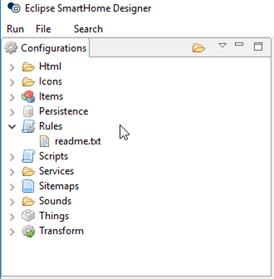 Eclipse SmartHome Designer
Run File Search
Configurations
Html
Icons
Items
Persistence
Rules
readme.txt
Scripts
Services
Sitemaps
Sounds
Things
Transform